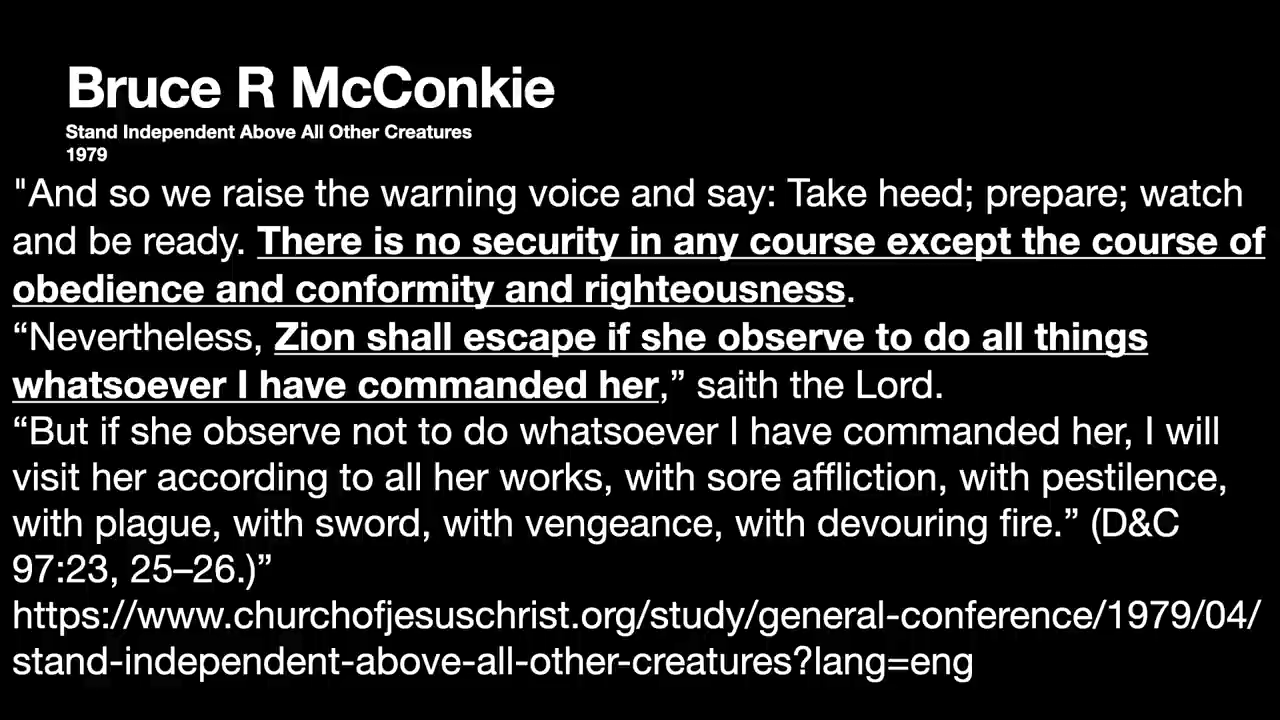 Bruce R McConkie
Stand Independent Above All Other Creatures
1979
"And so we raise the warning voice and say: Take heed; prepare; watch
and be ready. There is no security in any course except the course of
obedience and conformity and righteousness.
“Nevertheless, Zion shall escape if she observe to do all things
whatsoever I have commanded her,” saith the Lord.
“But if she observe not to do whatsoever I have commanded her, I will
visit her according to all her works, with sore affliction, with pestilence,
with plague, with sword, with vengeance, with devouring fire.” (D&C
97:23, 25–26.)”
https://www.churchofjesuschrist.org/study/general-conference/1979/04/
stand-independent-above-all-other-creatures?lang=eng